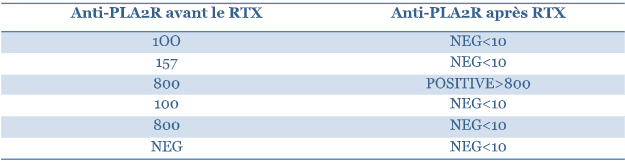 Anti-PLA2R avant le RTX Anti-PLA2R après RTX
1OO NEG<10
157 NEG<10
800 POSITIVE>800
100 NEG<10
800 NEG<10
NEG NEG<10